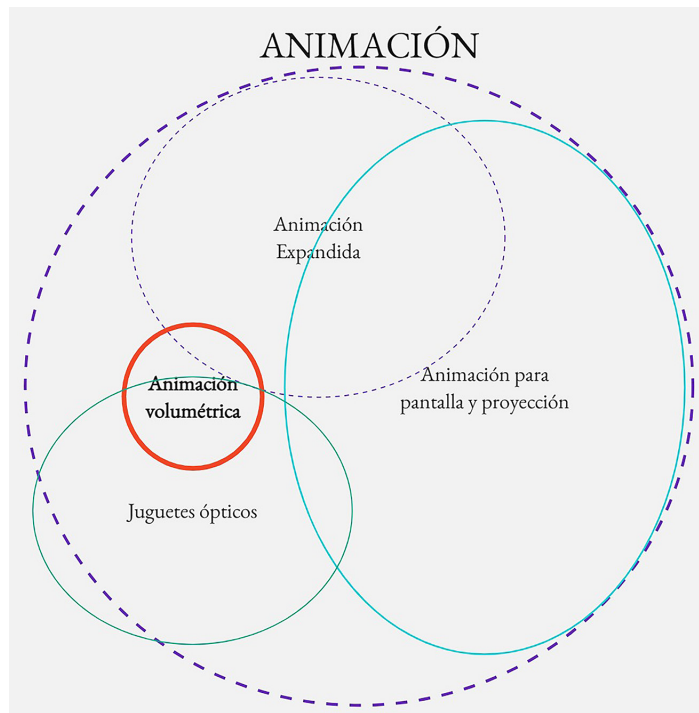 ANIMACIÓN
Animación
Expandida
Animación para
pantalla y proyección
Animación
volumétrica
Juguetes ópticos